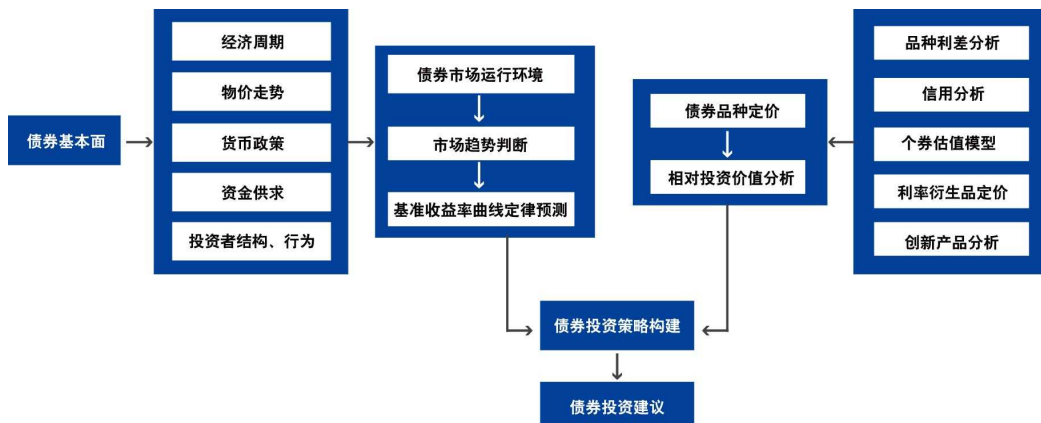 债券基本面
经济周期
物价走势
货币政策
资金供求
投资者结构、行为
债券市场运行环境
市场趋势判断
基准收益率曲线定律预测
债券品种定价
相对投资价值分析
品种利差分析
信用分析
个券估值模型
利率衍生品定价
创新产品分析
债券投资策略构建
债券投资建议